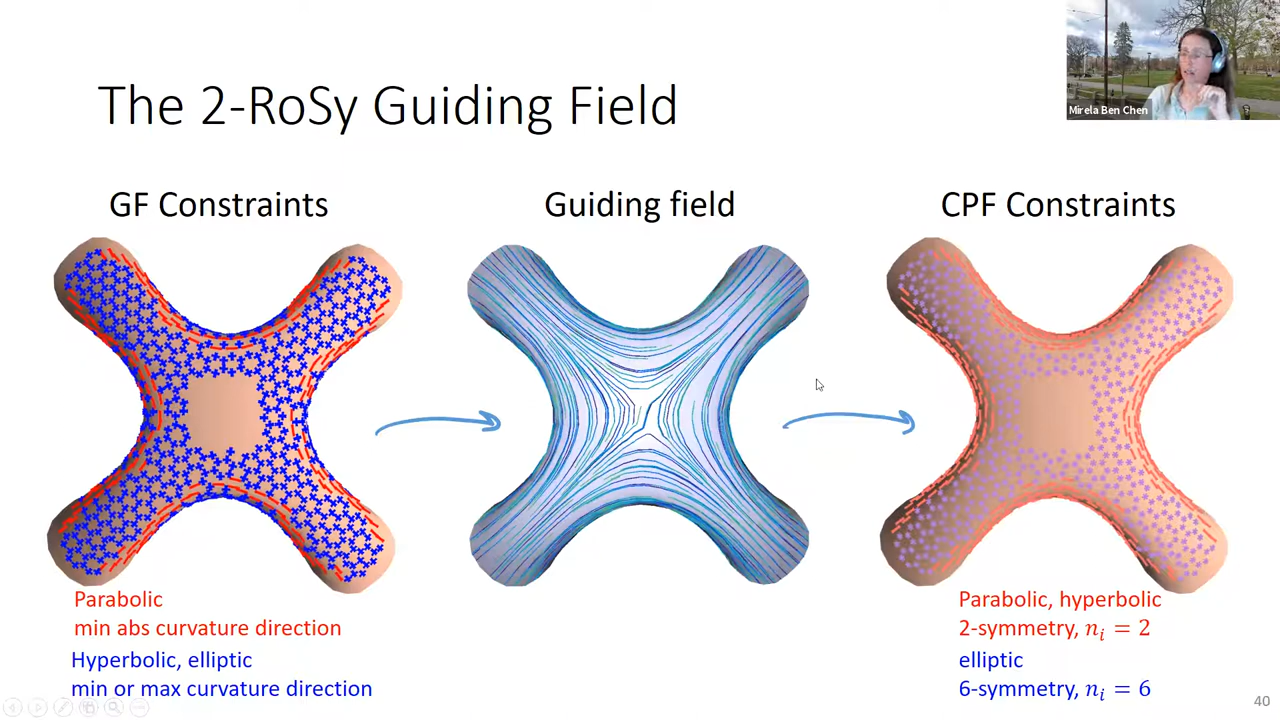 Mirela Ben Chen
The 2-RoSy Guiding Field
GF Constraints
Guiding field
CPF Constraints
Parabolic
min abs curvature direction
Hyperbolic, elliptic
min or max curvature direction
Parabolic, hyperbolic
2-symmetry, nᵢ = 2
elliptic
6-symmetry, nᵢ = 6
40